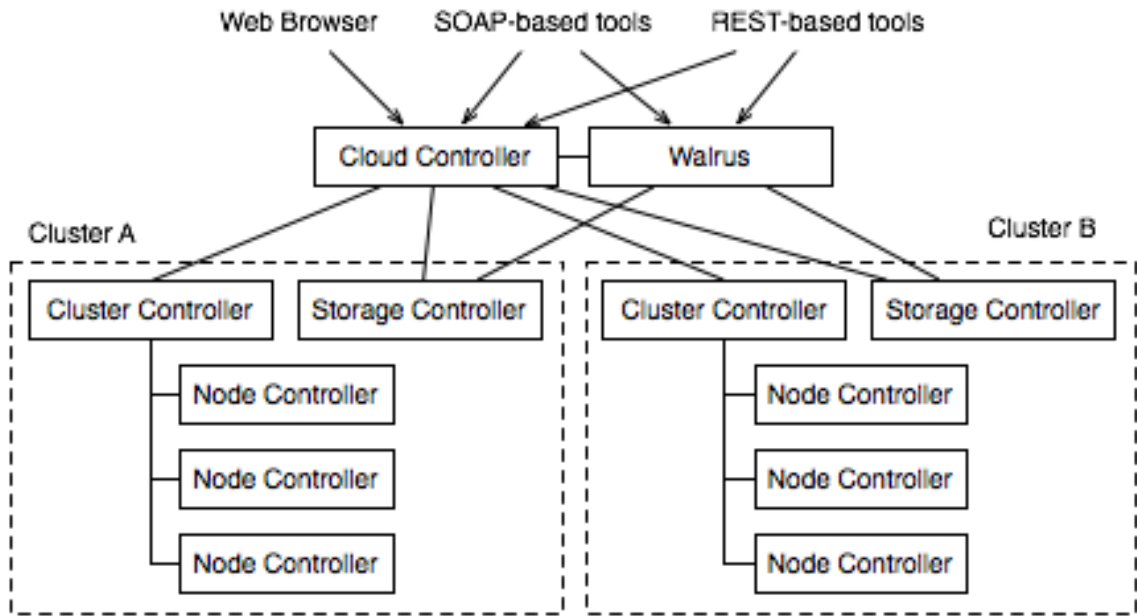 Web Browser SOAP-based tools REST-based tools
Cloud Controller Walrus
Cluster A Cluster B
Cluster Controller Storage Controller Cluster Controller Storage Controller
Node Controller Node Controller
Node Controller Node Controller
Node Controller Node Controller